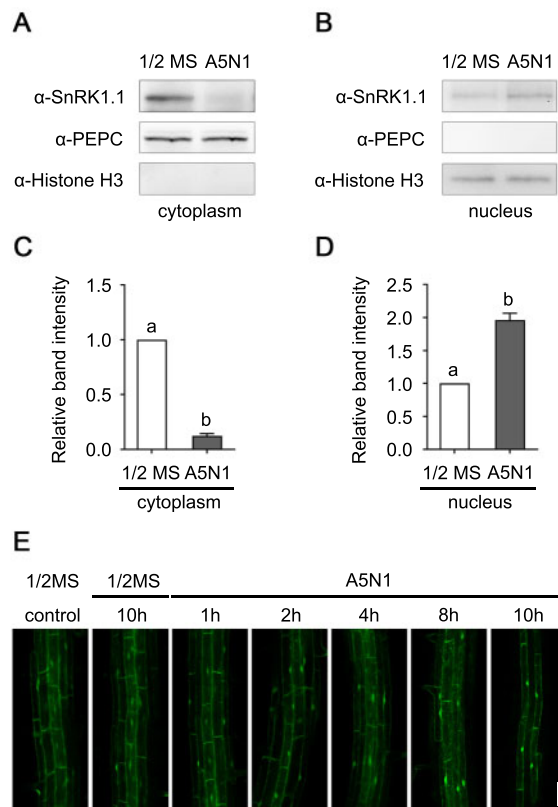 A
1/2 MS A5N1
α-SnRK1.1
α-PEPC
α-Histone H3
cytoplasm
B
1/2 MS A5N1
α-SnRK1.1
α-PEPC
α-Histone H3
nucleus
C
Relative band intensity
1.5
1.0
0.5
0.0
a
b
1/2 MS A5N1
cytoplasm
D
Relative band intensity
2.5
2.0
1.5
1.0
0.5
0.0
a
b
1/2 MS A5N1
nucleus
E
1/2MS 1/2MS A5N1
control 10h 1h 2h 4h 8h 10h